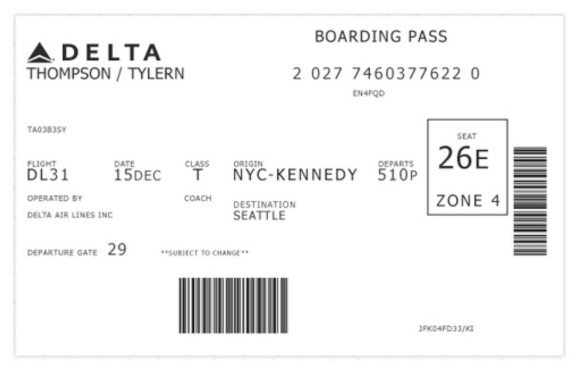 BOARDING PASS
DELTA
THOMPSON / TYLERN
2 027 7460377622 0
EN4FQD
TA03B3SY
SEAT
26E
ZONE 4
FLIGHT DATE CLASS ORIGIN DEPARTS
DL31 15DEC T NYC-KENNEDY 510P
OPERATED BY COACH DESTINATION
DELTA AIR LINES INC SEATTLE
DEPARTURE GATE 29 **SUBJECT TO CHANGE**
JFK04FD33/KI